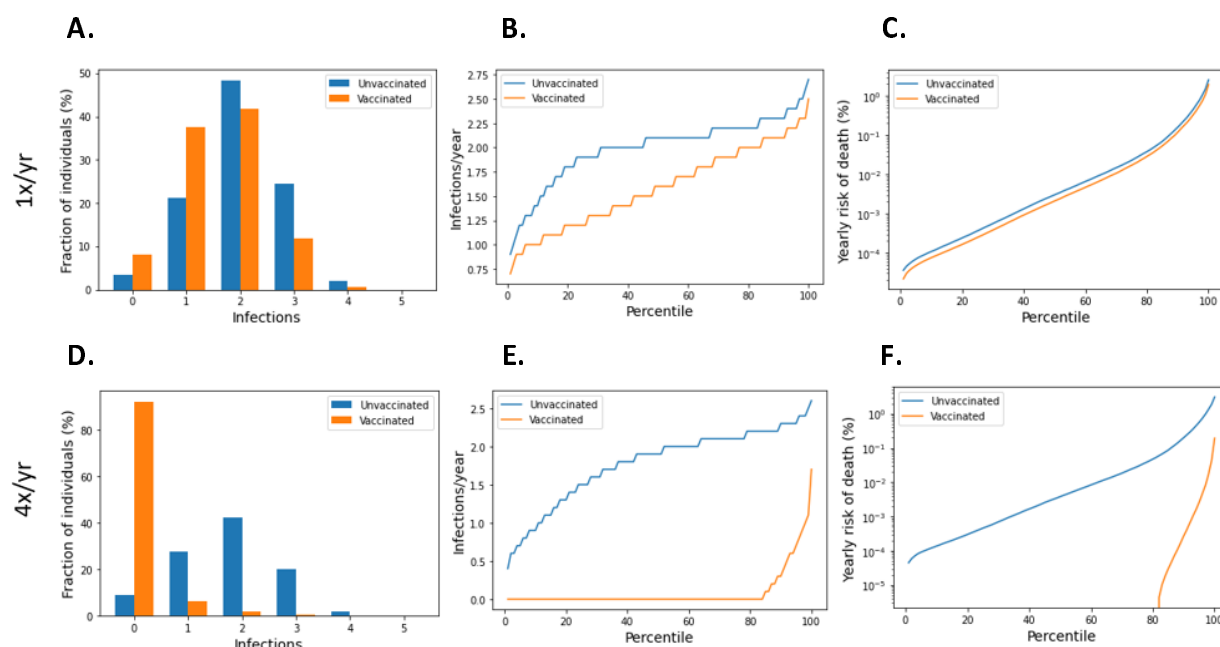 A.
B.
C.
1x/yr
Fraction of individuals (%)
50
40
30
20
10
0
Unvaccinated
Vaccinated
0 1 2 3 4 5
Infections
Infections/year
2.75
2.50
2.25
2.00
1.75
1.50
1.25
1.00
0.75
Unvaccinated
Vaccinated
0 20 40 60 80 100
Percentile
Yearly risk of death (%)
10⁰
10⁻¹
10⁻²
10⁻³
10⁻⁴
Unvaccinated
Vaccinated
0 20 40 60 80 100
Percentile
D.
E.
F.
4x/yr
Fraction of individuals (%)
80
60
40
20
0
Unvaccinated
Vaccinated
0 1 2 3 4 5
Infections
Infections/year
2.5
2.0
1.5
1.0
0.5
0.0
Unvaccinated
Vaccinated
0 20 40 60 80 100
Percentile
Yearly risk of death (%)
10⁰
10⁻¹
10⁻²
10⁻³
10⁻⁴
10⁻⁵
Unvaccinated
Vaccinated
0 20 40 60 80 100
Percentile